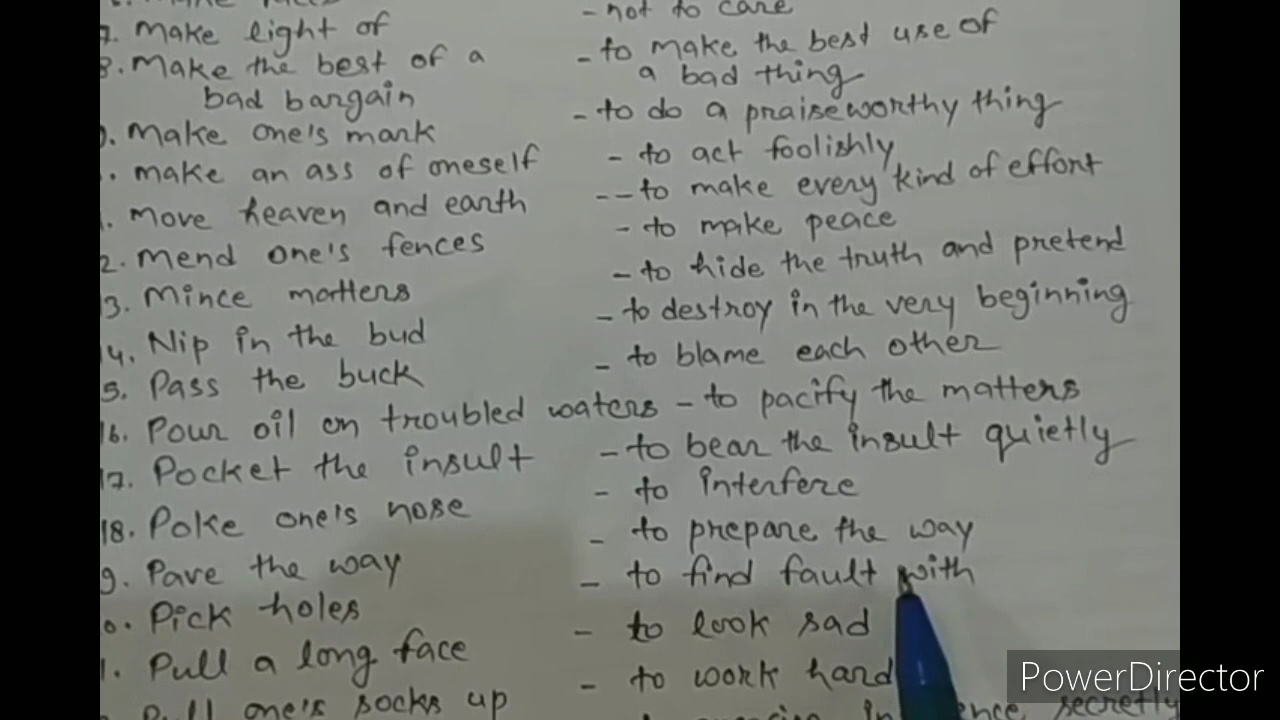 - not to care
7. Make light of
- to make the best use of
a bad thing
8. Make the best of a
bad bargain
- to do a praiseworthy thing
9. Make one's mark
- to act foolishly
. make an ass of oneself
-- to make every kind of effort
1. Move heaven and earth
- to make peace
2. Mend one's fences
- to hide the truth and pretend
3. Mince matters
- to destroy in the very beginning
4. Nip in the bud
- to blame each other
5. Pass the buck
16. Pour oil on troubled waters - to pacify the matters
17. Pocket the insult - to bear the insult quietly
18. Poke one's nose - to interfere
9. Pave the way - to prepare the way
0. Pick holes - to find fault with
1. Pull a long face - to look sad
Pull one's socks up - to work hard
secretly
PowerDirector